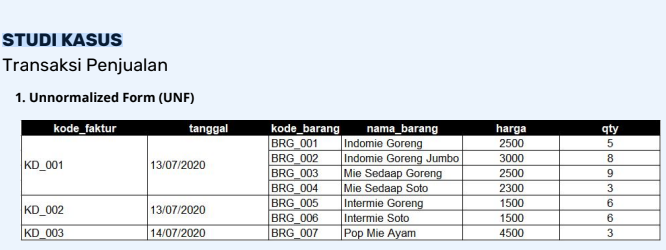 STUDI KASUS
Transaksi Penjualan
1. Unnormalized Form (UNF)
kode_faktur tanggal kode_barang nama_barang harga qty
KD_001 13/07/2020 BRG_001 Indomie Goreng 2500 5
BRG_002 Indomie Goreng Jumbo 3000 8
BRG_003 Mie Sedaap Goreng 2500 9
BRG_004 Mie Sedaap Soto 2300 3
KD_002 13/07/2020 BRG_005 Intermie Goreng 1500 6
BRG_006 Intermie Soto 1500 6
KD_003 14/07/2020 BRG_007 Pop Mie Ayam 4500 3